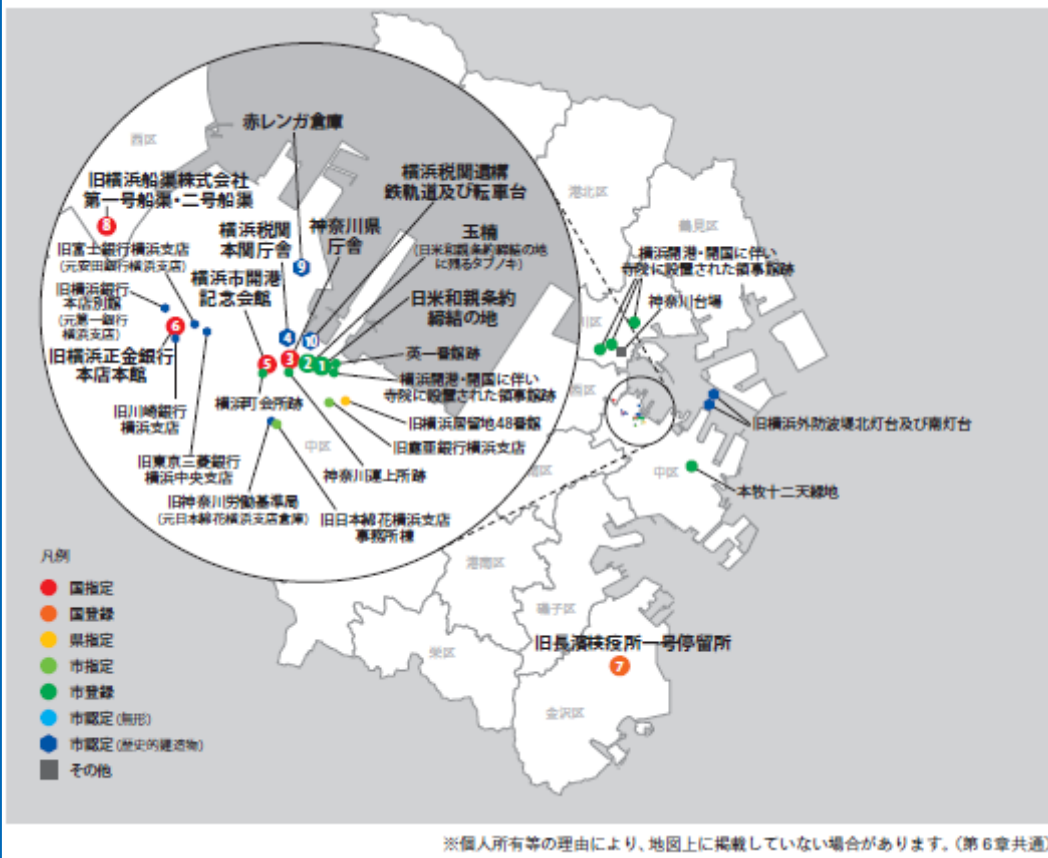 西区
赤レンガ倉庫
旧横浜船渠株式会社
第一号船渠・二号船渠
8
横浜税関遺構
鉄軌道及び転車台
横浜税関
本関庁舎
神奈川県
庁舎
玉楠
(日米和親条約締結の地
に残るタブノキ)
旧富士銀行横浜支店
(元安田銀行横浜支店)
9
横浜市開港
記念会館
旧横浜銀行
本店別館
(元第一銀行
横浜支店)
日米和親条約
締結の地
6
4
10
旧横浜正金銀行
本店本館
5
3
2
1
英一番館跡
横浜開港・開国に伴い
寺院に設置された領事館跡
横浜町会所跡
旧川崎銀行
横浜支店
旧横浜居留地48番館
中区
旧露亜銀行横浜支店
旧東京三菱銀行
横浜中央支店
神奈川運上所跡
旧神奈川労働基準局
(元日本綿花横浜支店倉庫)
旧日本綿花横浜支店
事務所棟
港北区
鶴見区
横浜開港・開国に伴い
寺院に設置された領事館跡
神奈川台場
川区
西区
旧横浜外防波堤北灯台及び南灯台
中区
本牧十二天緑地
南区
港南区
磯子区
旧長濱検疫所一号停留所
7
栄区
金沢区
凡例
国指定
国登録
県指定
市指定
市登録
市認定(無形)
市認定(歴史的建造物)
その他
※個人所有等の理由により、地図上に掲載していない場合があります。(第6章共通)